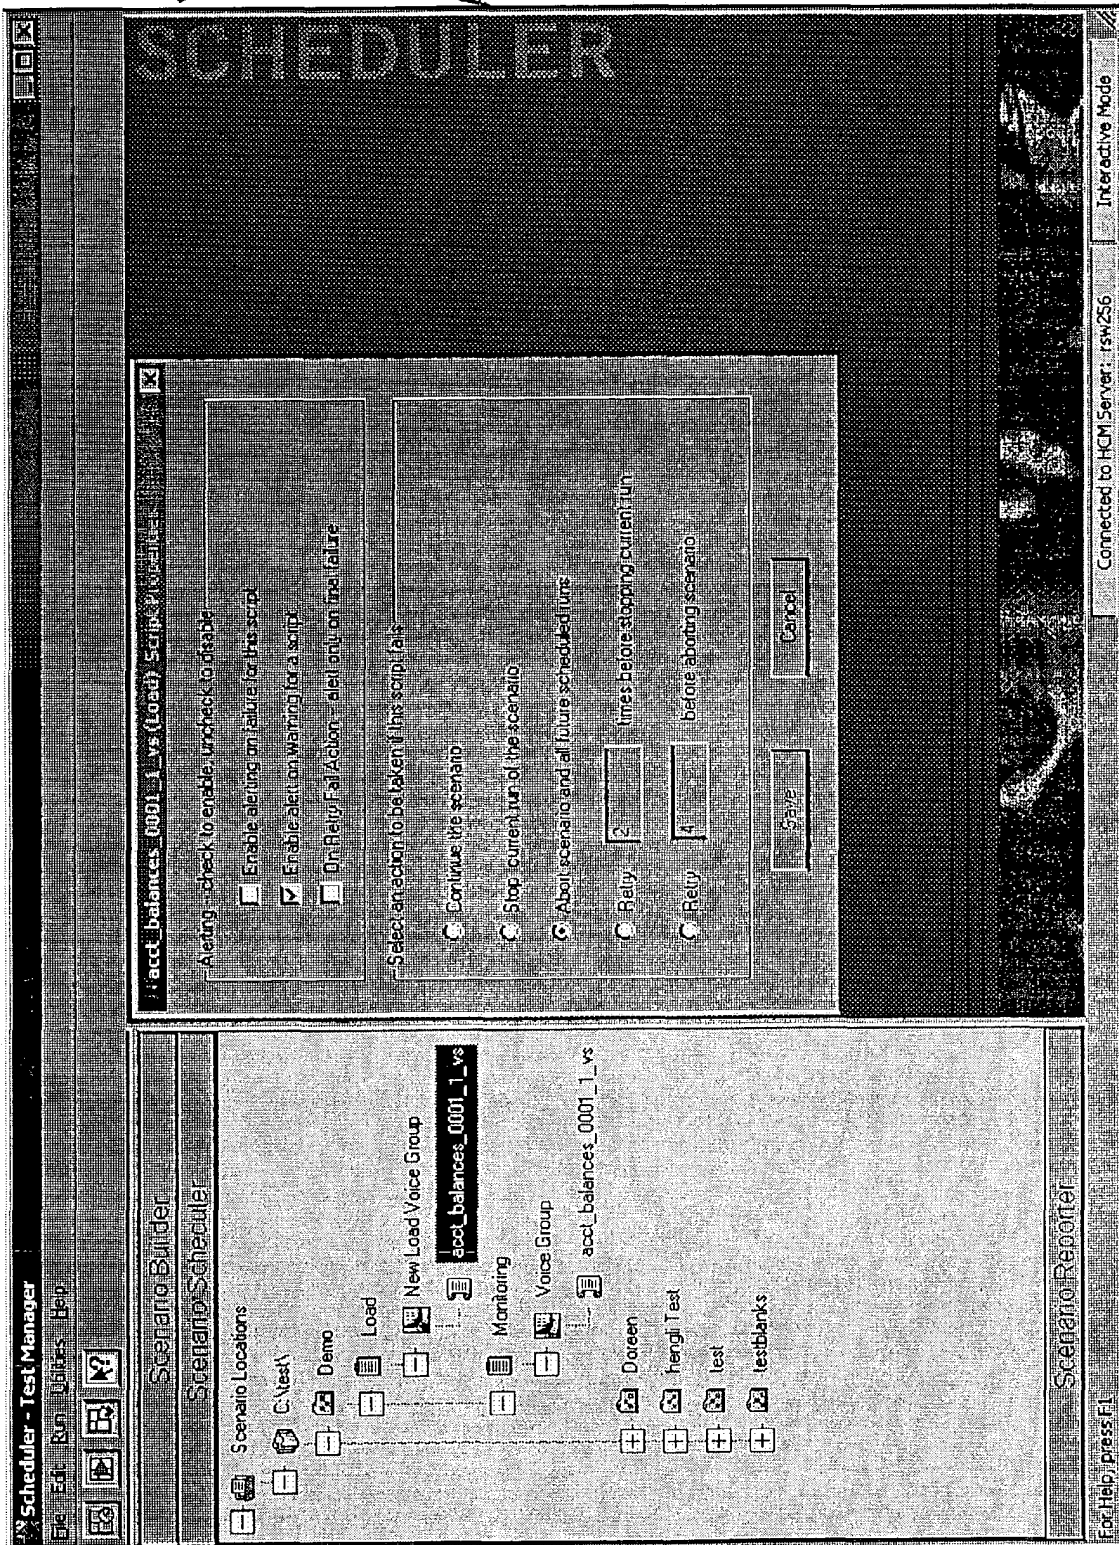 Scheduler - Test Manager
File Edit Run Utilities Help
Scenario Builder
Scenario Scheduler
Scenario Locations
C:\test\
Demo
Load
New Load Voice Group
acct_balances_0001_1_vs
Monitoring
Voice Group
acct_balances_0001_1_vs
Doreen
hengli Test
test
testblanks
Scenario Reporter
SCHEDULER
acct_balances_0001_1_vs (Load) Script Properties
Alerting - check to enable, uncheck to disable
Enable alerting on failure for this script
Enable alert on warning for a script
On Retry Fail Action - alert only on final failure
Select an action to be taken if this script fails
Continue the scenario
Stop current run of the scenario
Abort scenario and all future scheduled runs
Retry 2 times before stopping current run
Retry 4 before aborting scenario
Save Cancel
For Help, press F1 Connected to HCM Server: rsw256 Interactive Mode